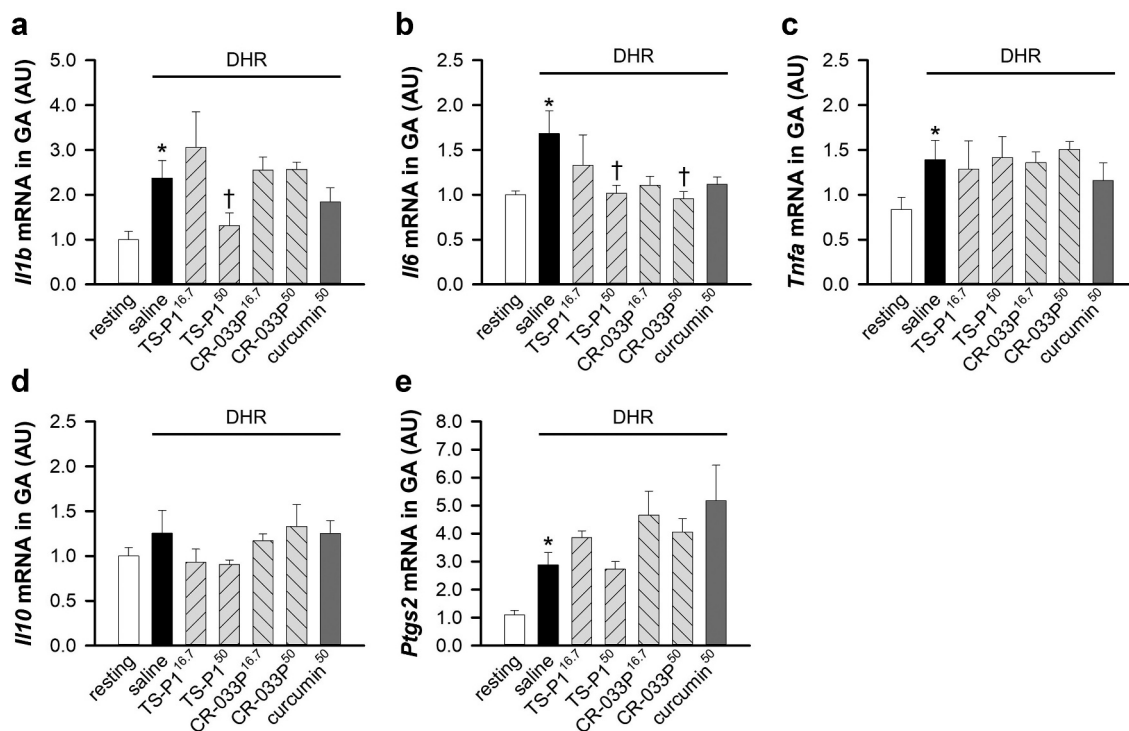 a
DHR
Il1b mRNA in GA (AU)
5.0
4.0
3.0
2.0
1.0
0.0
*
†
resting
saline
TS-P1^16.7
TS-P1^50
CR-033P^16.7
CR-033P^50
curcumin^50
b
DHR
Il6 mRNA in GA (AU)
2.5
2.0
1.5
1.0
0.5
0.0
*
†
†
resting
saline
TS-P1^16.7
TS-P1^50
CR-033P^16.7
CR-033P^50
curcumin^50
c
DHR
Tnfa mRNA in GA (AU)
2.5
2.0
1.5
1.0
0.5
0.0
*
resting
saline
TS-P1^16.7
TS-P1^50
CR-033P^16.7
CR-033P^50
curcumin^50
d
DHR
Il10 mRNA in GA (AU)
2.5
2.0
1.5
1.0
0.5
0.0
resting
saline
TS-P1^16.7
TS-P1^50
CR-033P^16.7
CR-033P^50
curcumin^50
e
DHR
Ptgs2 mRNA in GA (AU)
8.0
7.0
6.0
5.0
4.0
3.0
2.0
1.0
0.0
*
resting
saline
TS-P1^16.7
TS-P1^50
CR-033P^16.7
CR-033P^50
curcumin^50